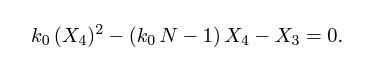 k₀ (X₄)² − (k₀ N − 1) X₄ − X₃ = 0.